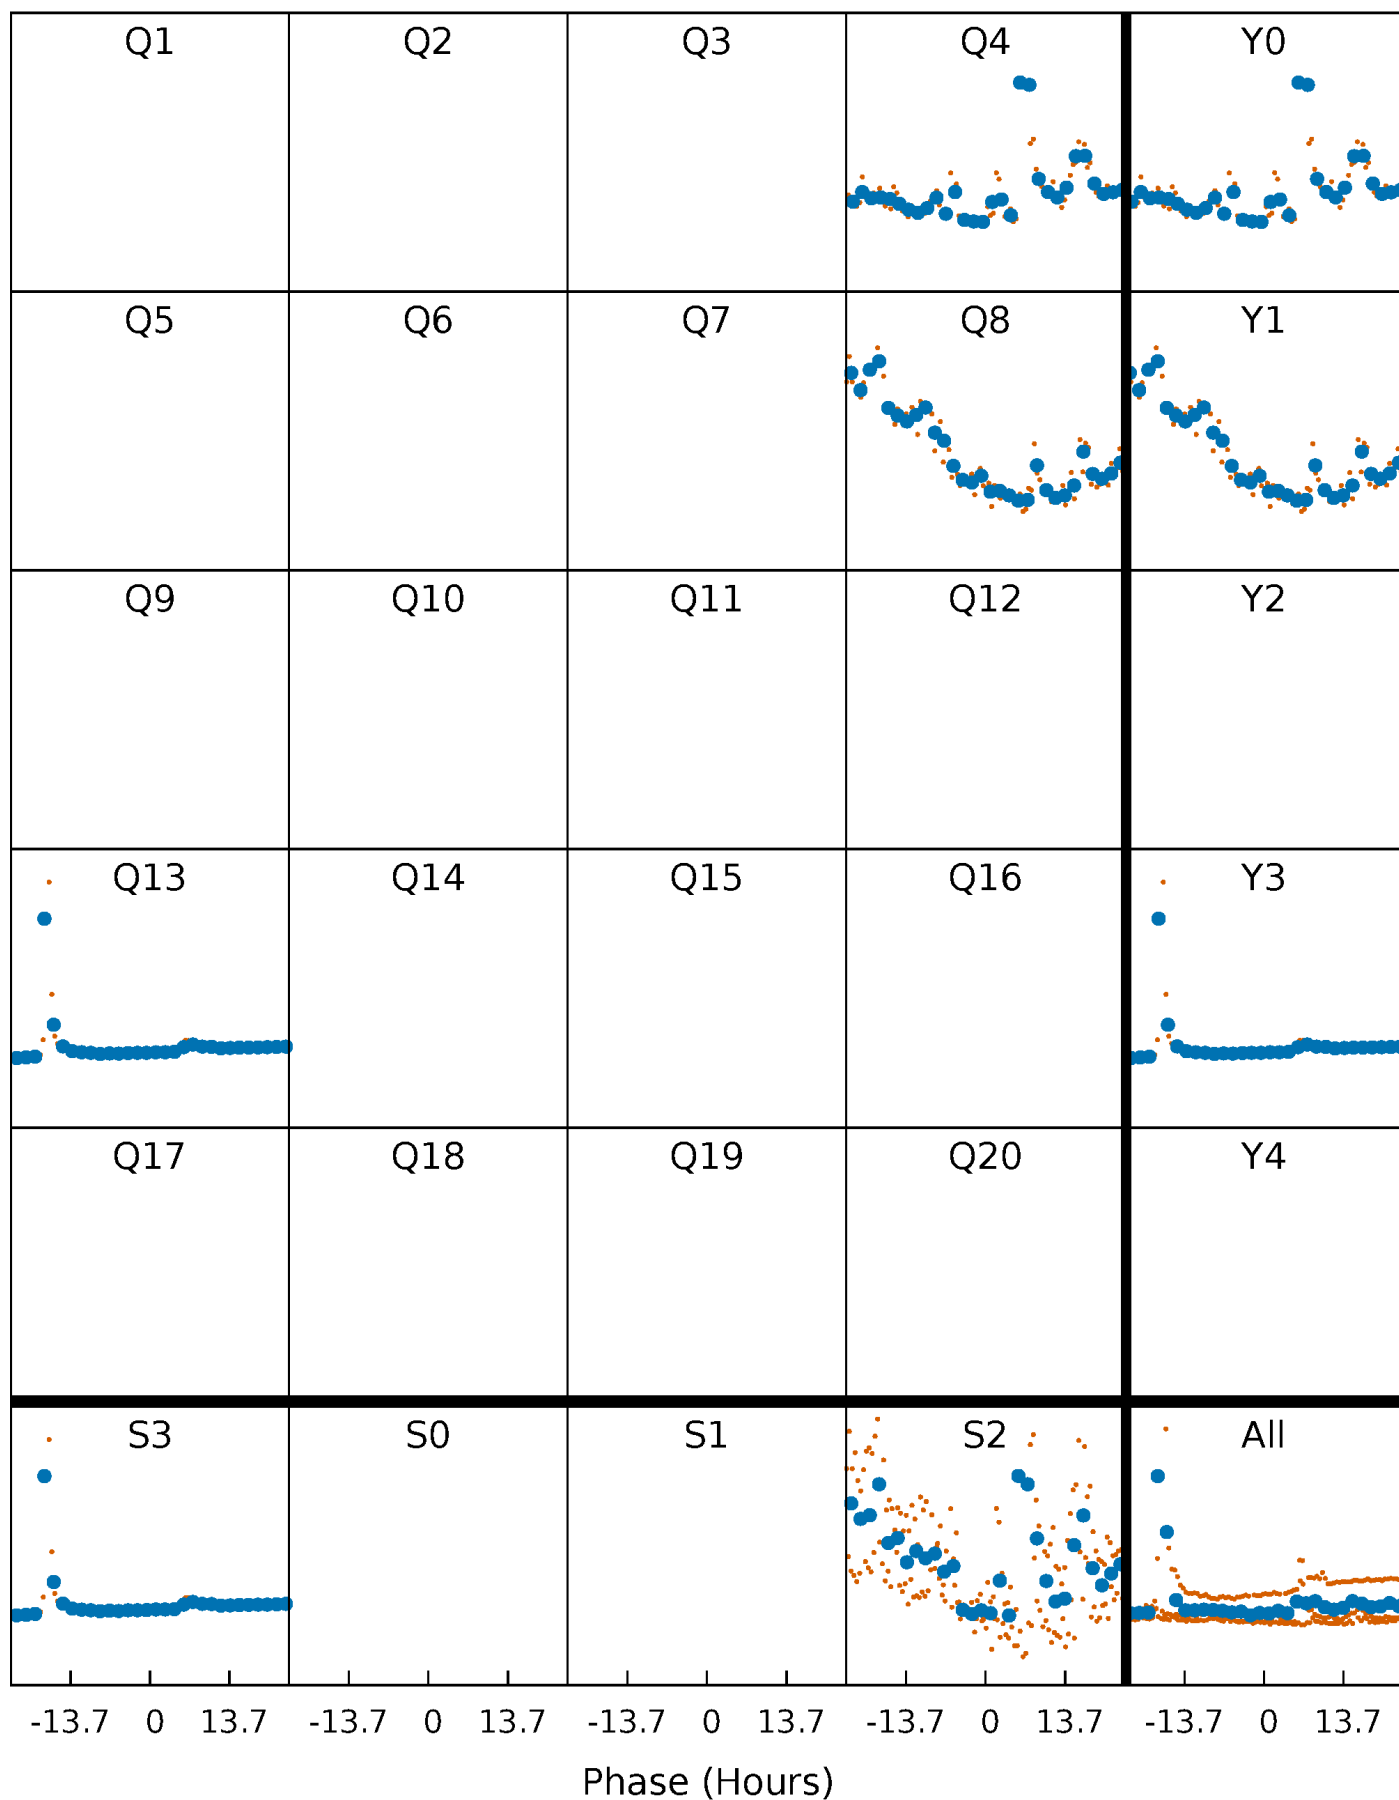 Q1 Q2 Q3 Q4 Y0
Q5 Q6 Q7 Q8 Y1
Q9 Q10 Q11 Q12 Y2
Q13 Q14 Q15 Q16 Y3
Q17 Q18 Q19 Q20 Y4
S3 S0 S1 S2 All
-13.7 0 13.7 -13.7 0 13.7 -13.7 0 13.7 -13.7 0 13.7 -13.7 0 13.7
Phase (Hours)